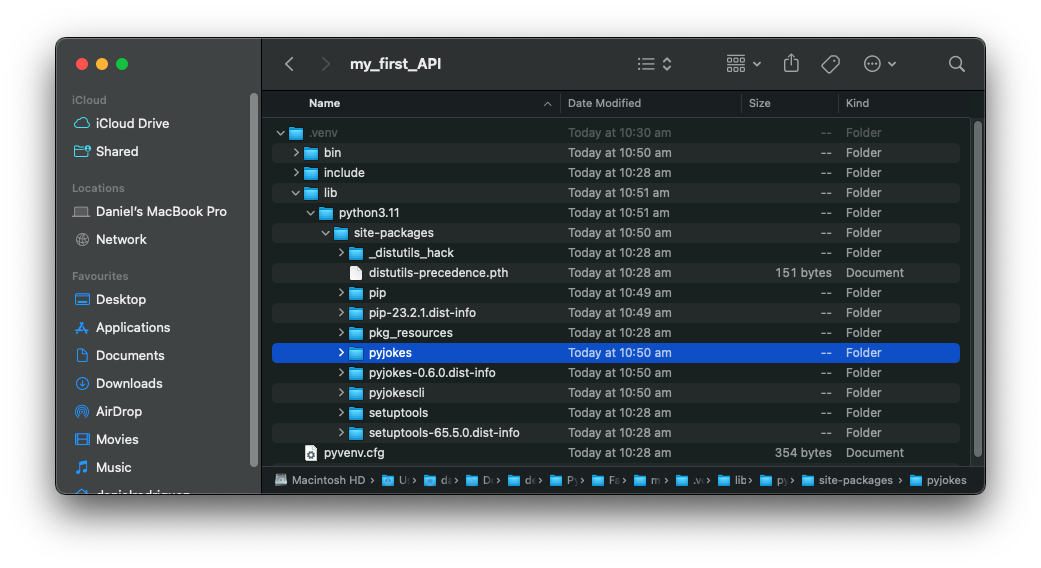 my_first_API
iCloud
iCloud Drive
Shared
Locations
Daniel's MacBook Pro
Network
Favourites
Desktop
Applications
Documents
Downloads
AirDrop
Movies
Music
Name Date Modified Size Kind
.venv Today at 10:30 am -- Folder
bin Today at 10:50 am -- Folder
include Today at 10:28 am -- Folder
lib Today at 10:51 am -- Folder
python3.11 Today at 10:51 am -- Folder
site-packages Today at 10:50 am -- Folder
_distutils_hack Today at 10:28 am -- Folder
distutils-precedence.pth Today at 10:28 am 151 bytes Document
pip Today at 10:49 am -- Folder
pip-23.2.1.dist-info Today at 10:49 am -- Folder
pkg_resources Today at 10:28 am -- Folder
pyjokes Today at 10:50 am -- Folder
pyjokes-0.6.0.dist-info Today at 10:50 am -- Folder
pyjokescli Today at 10:50 am -- Folder
setuptools Today at 10:28 am -- Folder
setuptools-65.5.0.dist-info Today at 10:28 am -- Folder
pyvenv.cfg Today at 10:28 am 354 bytes Document
Macintosh HD › U › da › D › de › Py › Fa › m › .v › lib › py › site-packages › pyjokes